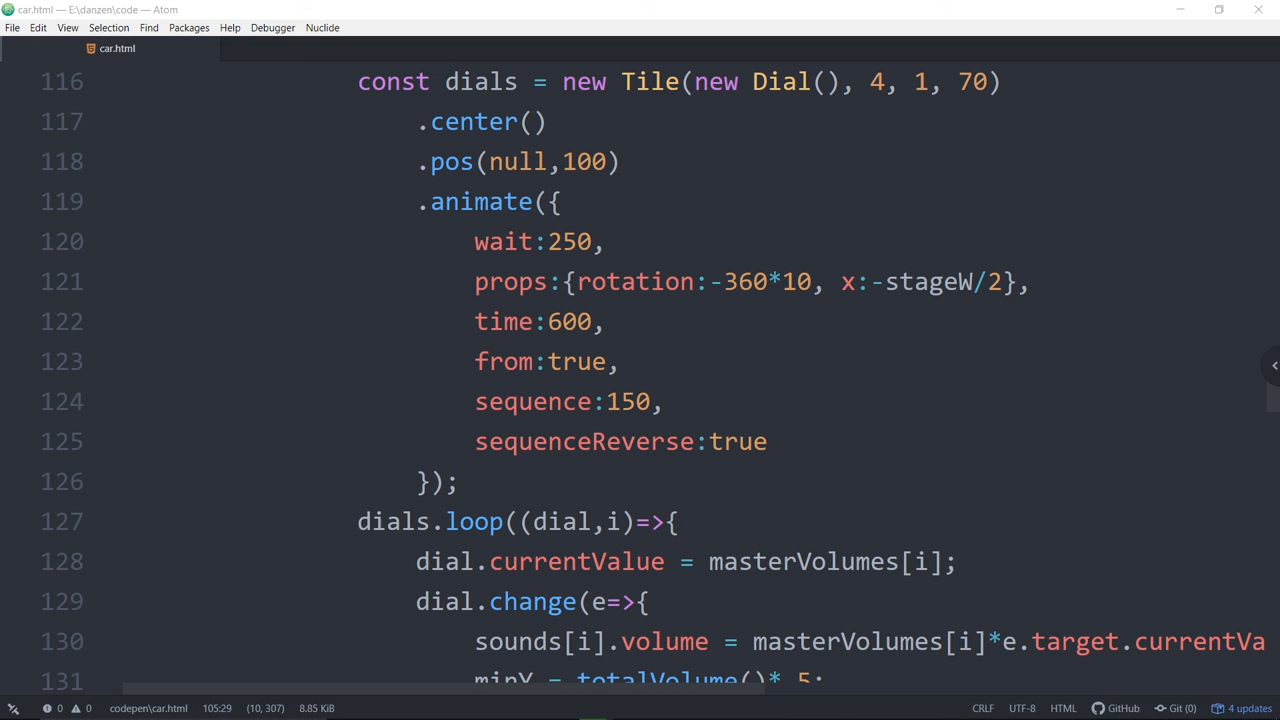 car.html — E:\danzen\code — Atom
File Edit View Selection Find Packages Help Debugger Nuclide
car.html
116 const dials = new Tile(new Dial(), 4, 1, 70)
117 .center()
118 .pos(null,100)
119 .animate({
120 wait:250,
121 props:{rotation:-360*10, x:-stageW/2},
122 time:600,
123 from:true,
124 sequence:150,
125 sequenceReverse:true
126 });
127 dials.loop((dial,i)=>{
128 dial.currentValue = masterVolumes[i];
129 dial.change(e=>{
130 sounds[i].volume = masterVolumes[i]*e.target.currentVa
131 minY = totalVolume()*.5;
0 0 codepen\car.html 105:29 (10, 307) 8.85 KiB CRLF UTF-8 HTML GitHub Git (0) 4 updates